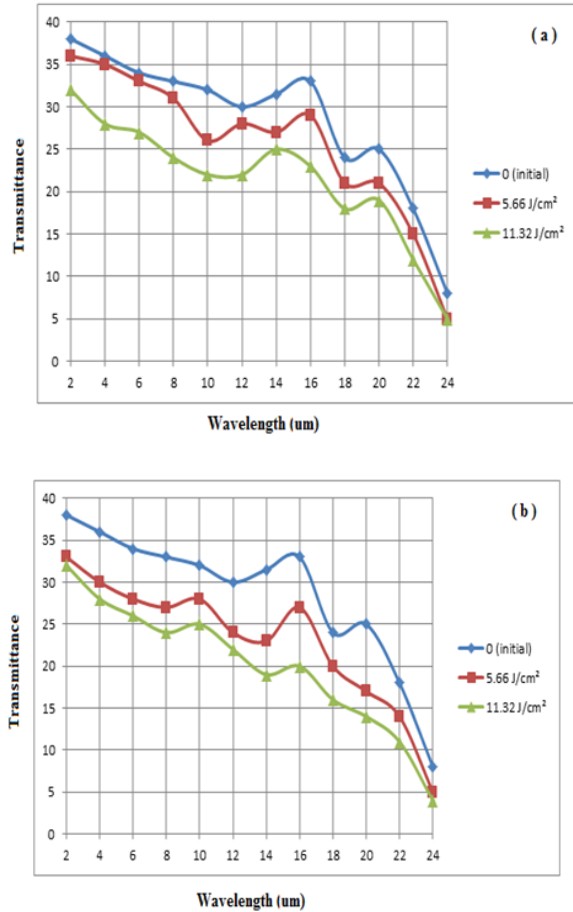 ( a )
40
35
30
25
20
15
10
5
0
Transmittance
2 4 6 8 10 12 14 16 18 20 22 24
Wavelength (um)
0 (initial)
5.66 J/cm²
11.32 J/cm²
( b )
40
35
30
25
20
15
10
5
0
Transmittance
2 4 6 8 10 12 14 16 18 20 22 24
Wavelength (um)
0 (initial)
5.66 J/cm²
11.32 J/cm²